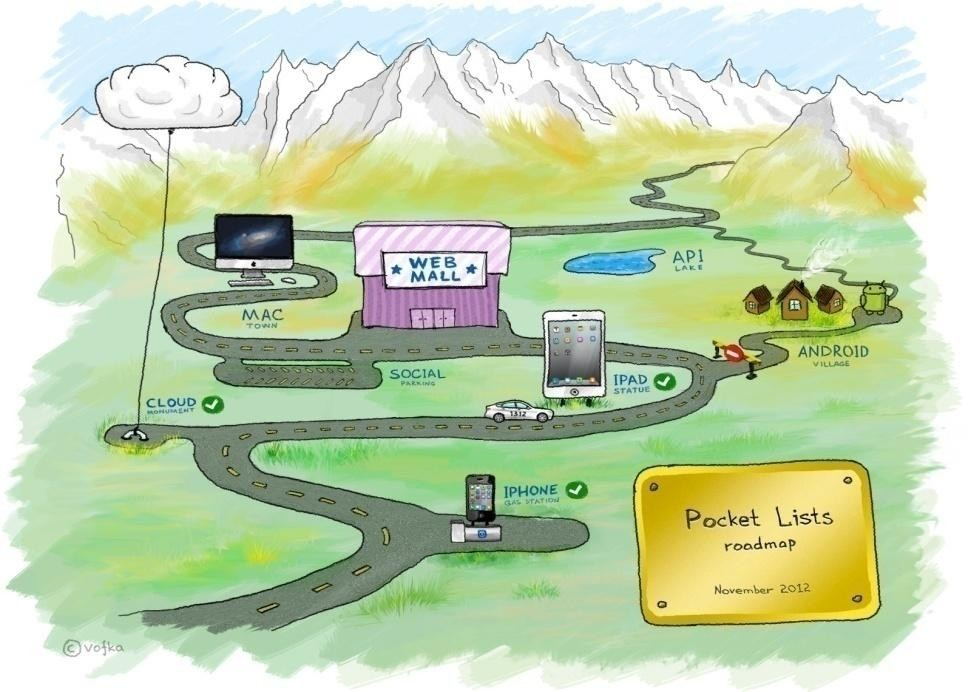 WEB
MALL
API
LAKE
MAC
TOWN
SOCIAL
PARKING
IPAD
STATUE
ANDROID
VILLAGE
CLOUD
MONUMENT
1312
IPHONE
GAS STATION
Pocket Lists
roadmap
November 2012
© vofka